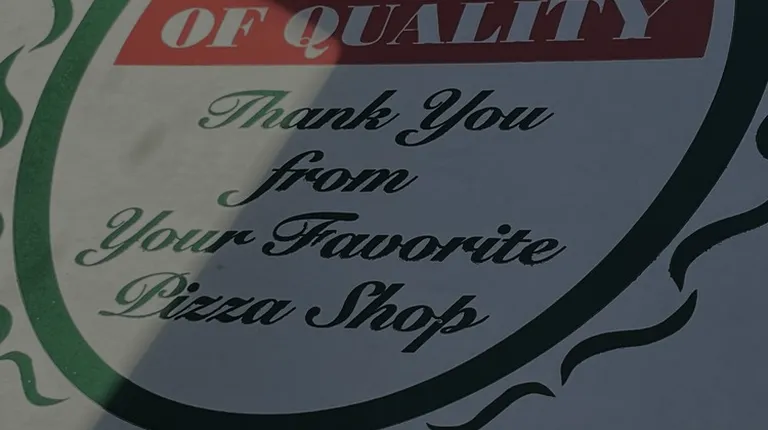 OF QUALITY
Thank You
from
Your Favorite
Pizza Shop